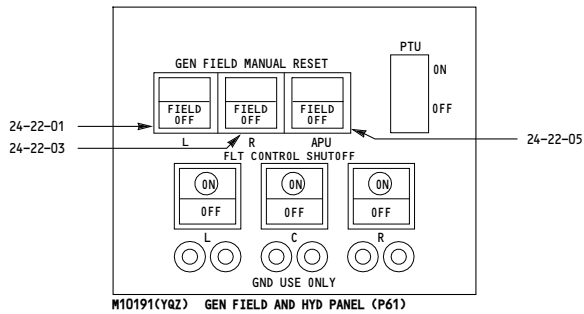 PTU
GEN FIELD MANUAL RESET
ON
FIELD OFF FIELD OFF FIELD OFF
OFF
24-22-01
24-22-03
24-22-05
L R APU
FLT CONTROL SHUTOFF
ON ON ON
OFF OFF OFF
L C R
GND USE ONLY
M10191(YQZ) GEN FIELD AND HYD PANEL (P61)